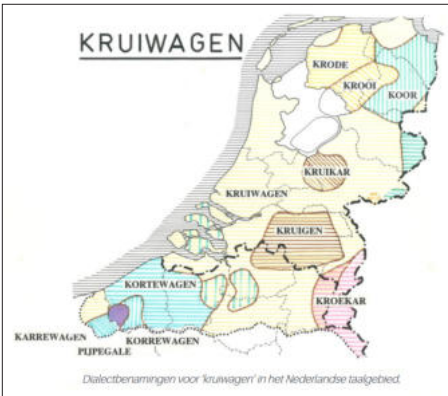 KRUIWAGEN
KRODE
KROOI
KOOR
KRUIKAR
KRUIWAGEN
KRUIGEN
KORTEWAGEN
KROEKAR
KARREWAGEN
KORREWAGEN
PIJPEGALE
Dialectbenamingen voor 'kruiwagen' in het Nederlandse taalgebied.